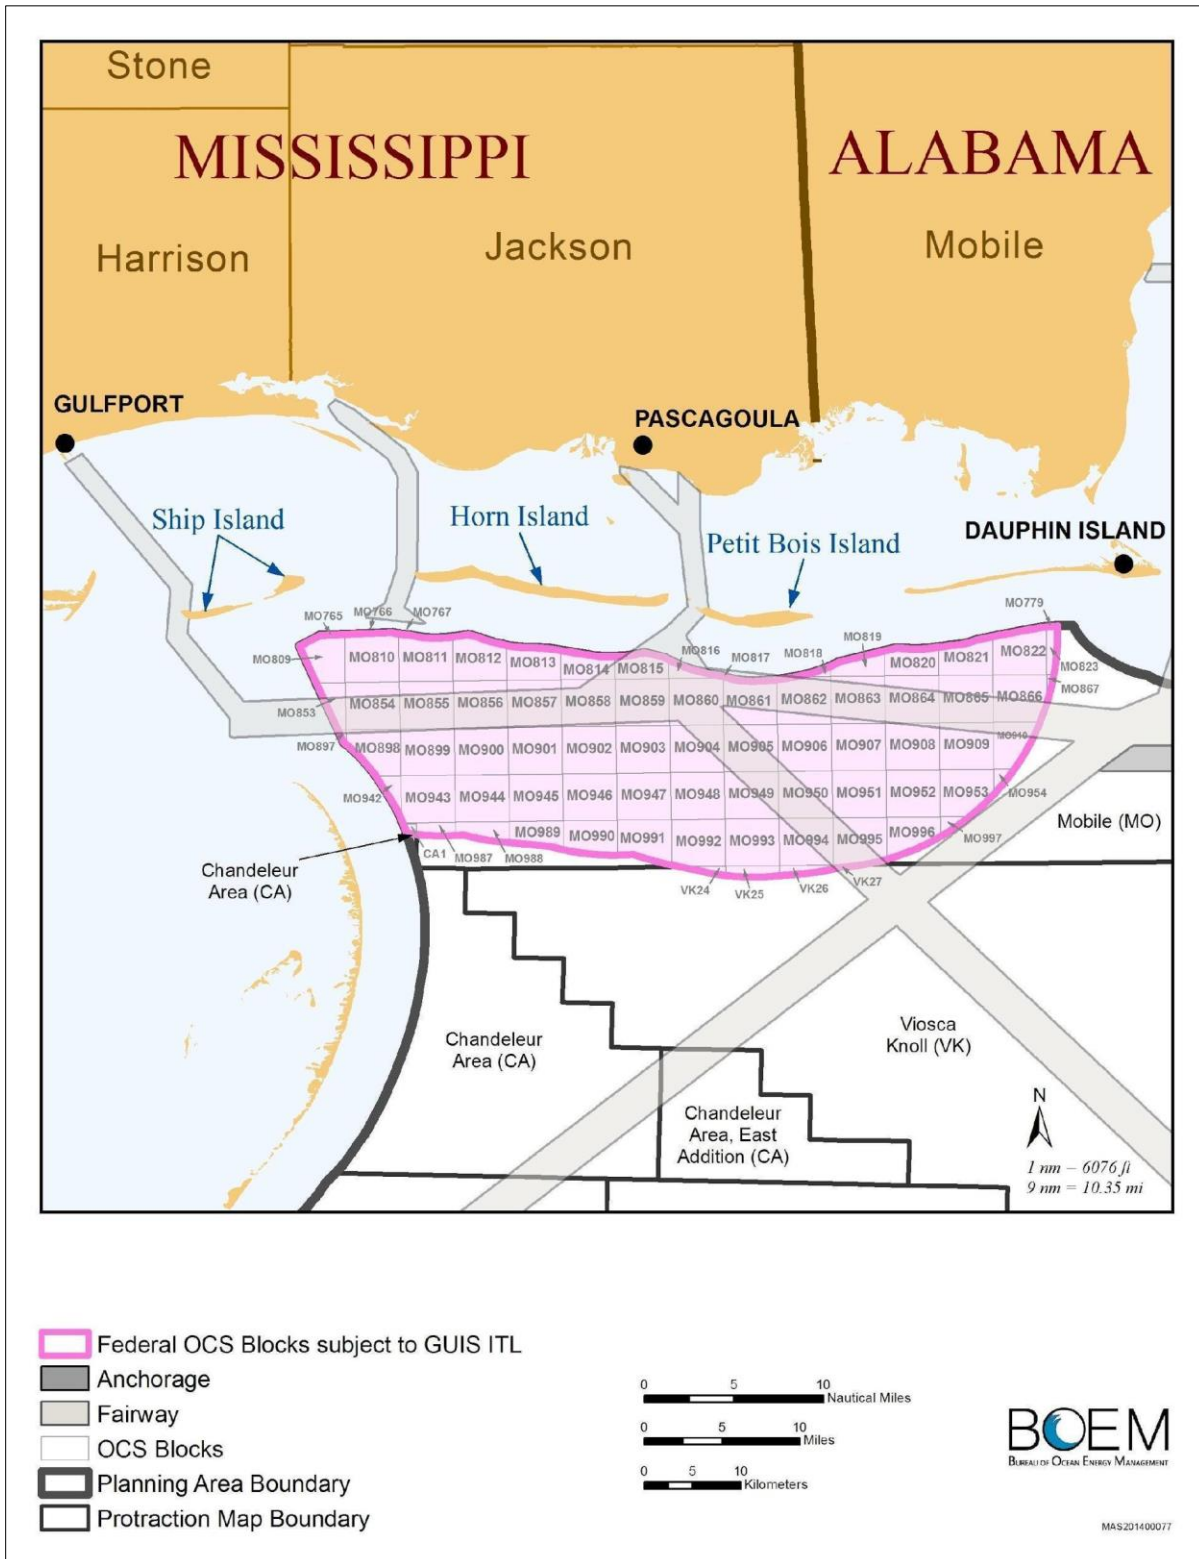 Stone
MISSISSIPPI
ALABAMA
Harrison
Jackson
Mobile
GULFPORT
PASCAGOULA
Ship Island
Horn Island
Petit Bois Island
DAUPHIN ISLAND
MO765
MO766
MO767
MO779
MO809
MO810
MO811
MO812
MO813
MO814
MO815
MO816
MO817
MO818
MO819
MO820
MO821
MO822
MO823
MO853
MO854
MO855
MO856
MO857
MO858
MO859
MO860
MO861
MO862
MO863
MO864
MO865
MO866
MO867
MO897
MO898
MO899
MO900
MO901
MO902
MO903
MO904
MO905
MO906
MO907
MO908
MO909
MO910
MO942
MO943
MO944
MO945
MO946
MO947
MO948
MO949
MO950
MO951
MO952
MO953
MO954
CA1
MO987
MO988
MO989
MO990
MO991
MO992
MO993
MO994
MO995
MO996
MO997
VK24
VK25
VK26
VK27
Chandeleur
Area (CA)
Mobile (MO)
Chandeleur
Area (CA)
Viosca
Knoll (VK)
Chandeleur
Area, East
Addition (CA)
N
1 nm = 6076 ft
9 nm = 10.35 mi
Federal OCS Blocks subject to GUIS ITL
Anchorage
Fairway
OCS Blocks
Planning Area Boundary
Protraction Map Boundary
0 5 10
Nautical Miles
0 5 10
Miles
0 5 10
Kilometers
BOEM
BUREAU OF OCEAN ENERGY MANAGEMENT
MAS201400077